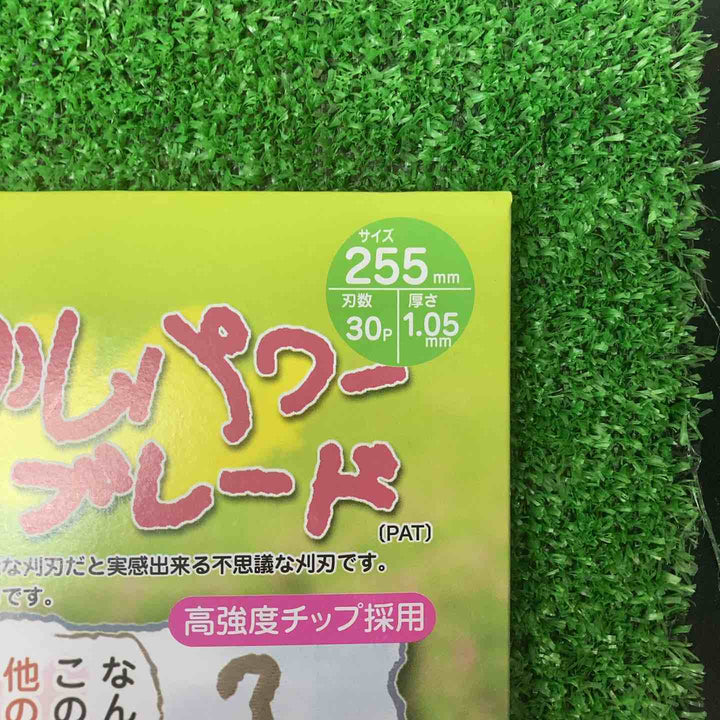 サイズ
255mm
刃数 厚さ
30P 1.05mm
ルパワー
ブレード
(PAT)
な刈刃だと実感出来る不思議な刈刃です。
です。
高強度チップ採用
なん
この
他の
?